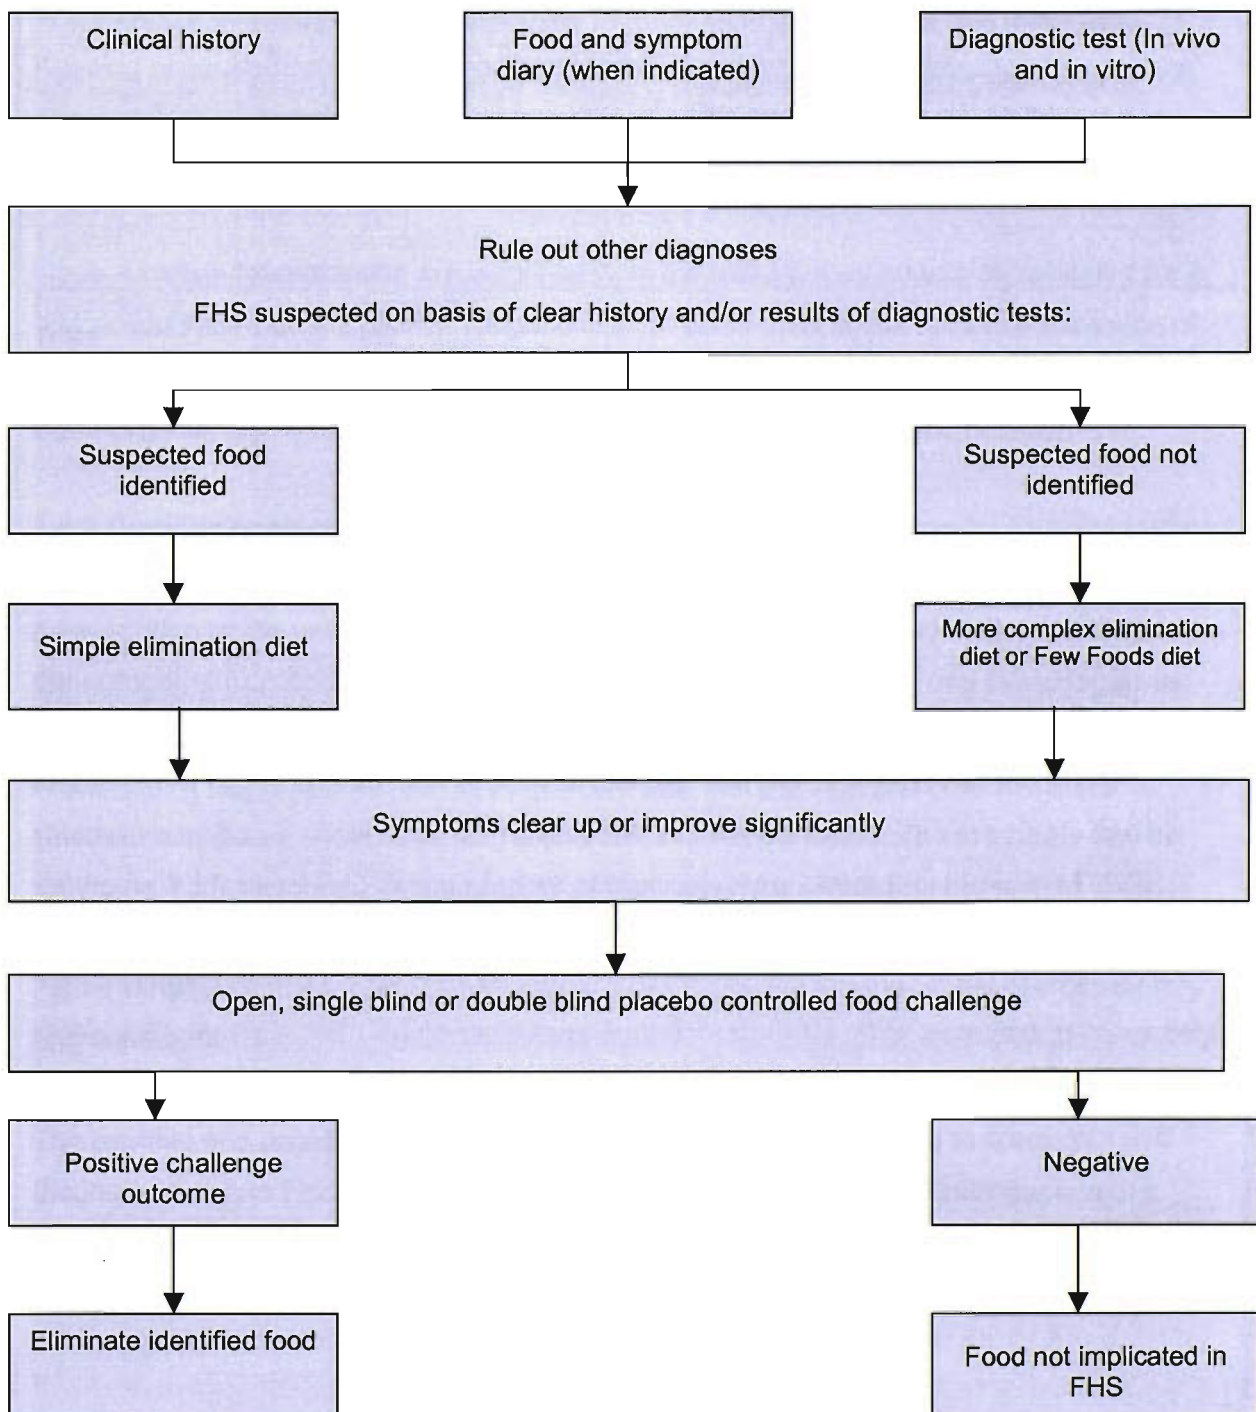 Clinical history
Food and symptom
diary (when indicated)
Diagnostic test (In vivo
and in vitro)
Rule out other diagnoses
FHS suspected on basis of clear history and/or results of diagnostic tests:
Suspected food
identified
Suspected food not
identified
Simple elimination diet
More complex elimination
diet or Few Foods diet
Symptoms clear up or improve significantly
Open, single blind or double blind placebo controlled food challenge
Positive challenge
outcome
Negative
Eliminate identified food
Food not implicated in
FHS